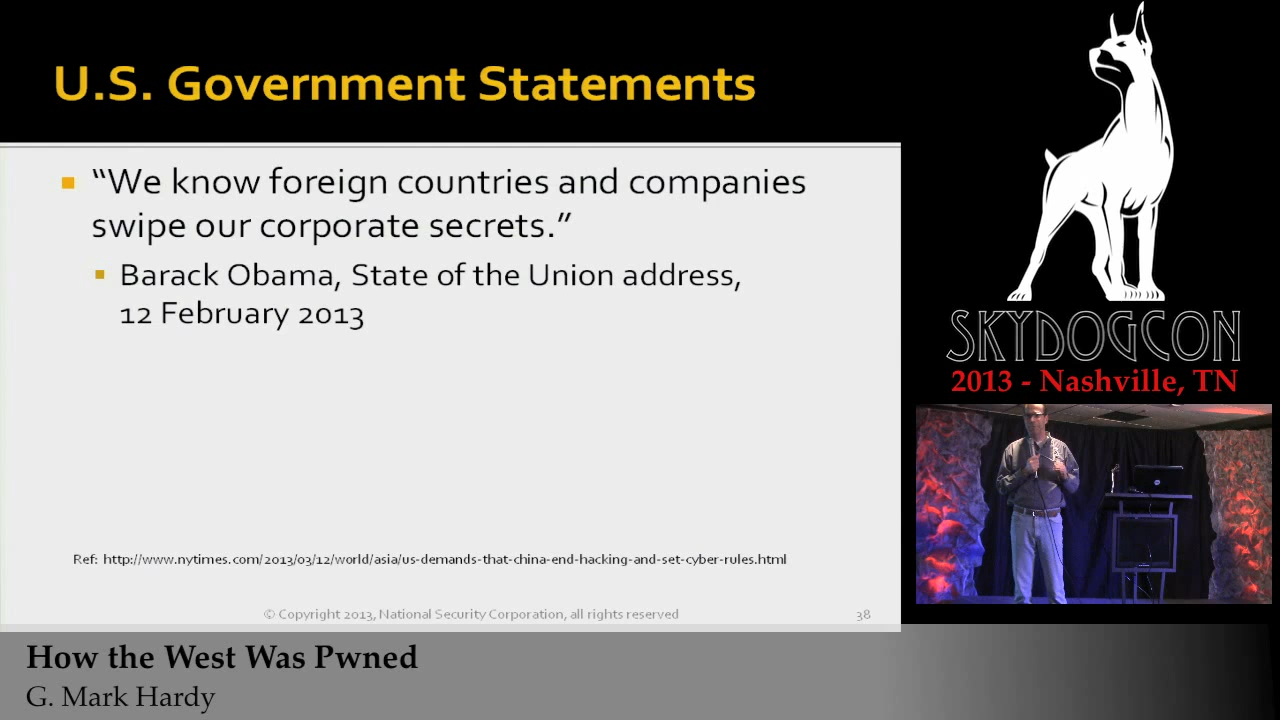 U.S. Government Statements
“We know foreign countries and companies
swipe our corporate secrets.”
Barack Obama, State of the Union address,
12 February 2013
Ref: http://www.nytimes.com/2013/03/12/world/asia/us-demands-that-china-end-hacking-and-set-cyber-rules.html
© Copyright 2013, National Security Corporation, all rights reserved
38
SKYDOGCON
2013 - Nashville, TN
How the West Was Pwned
G. Mark Hardy